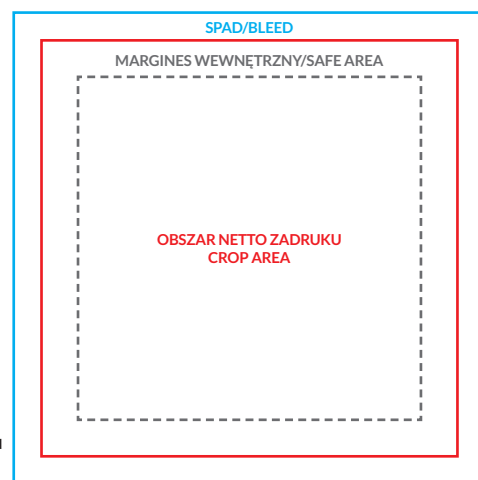 SPAD/BLEED
MARGINES WEWNĘTRZNY/SAFE AREA
OBSZAR NETTO ZADRUKU
CROP AREA